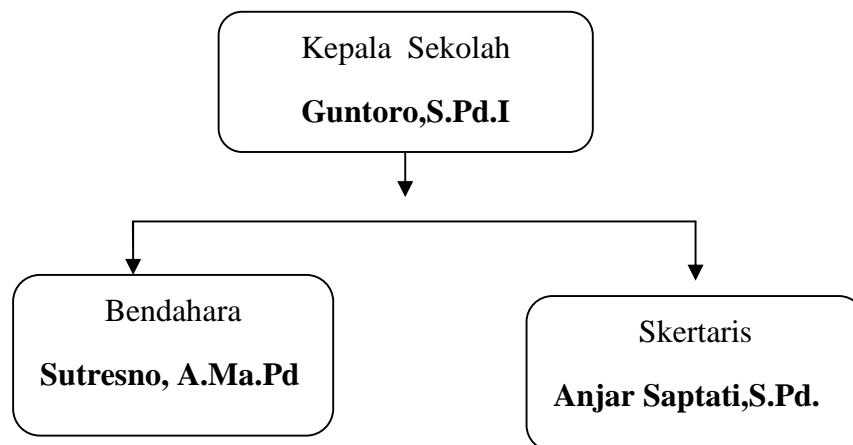 Kepala Sekolah
Guntoro,S.Pd.I
Bendahara
Sutresno, A.Ma.Pd
Skertaris
Anjar Saptati,S.Pd.